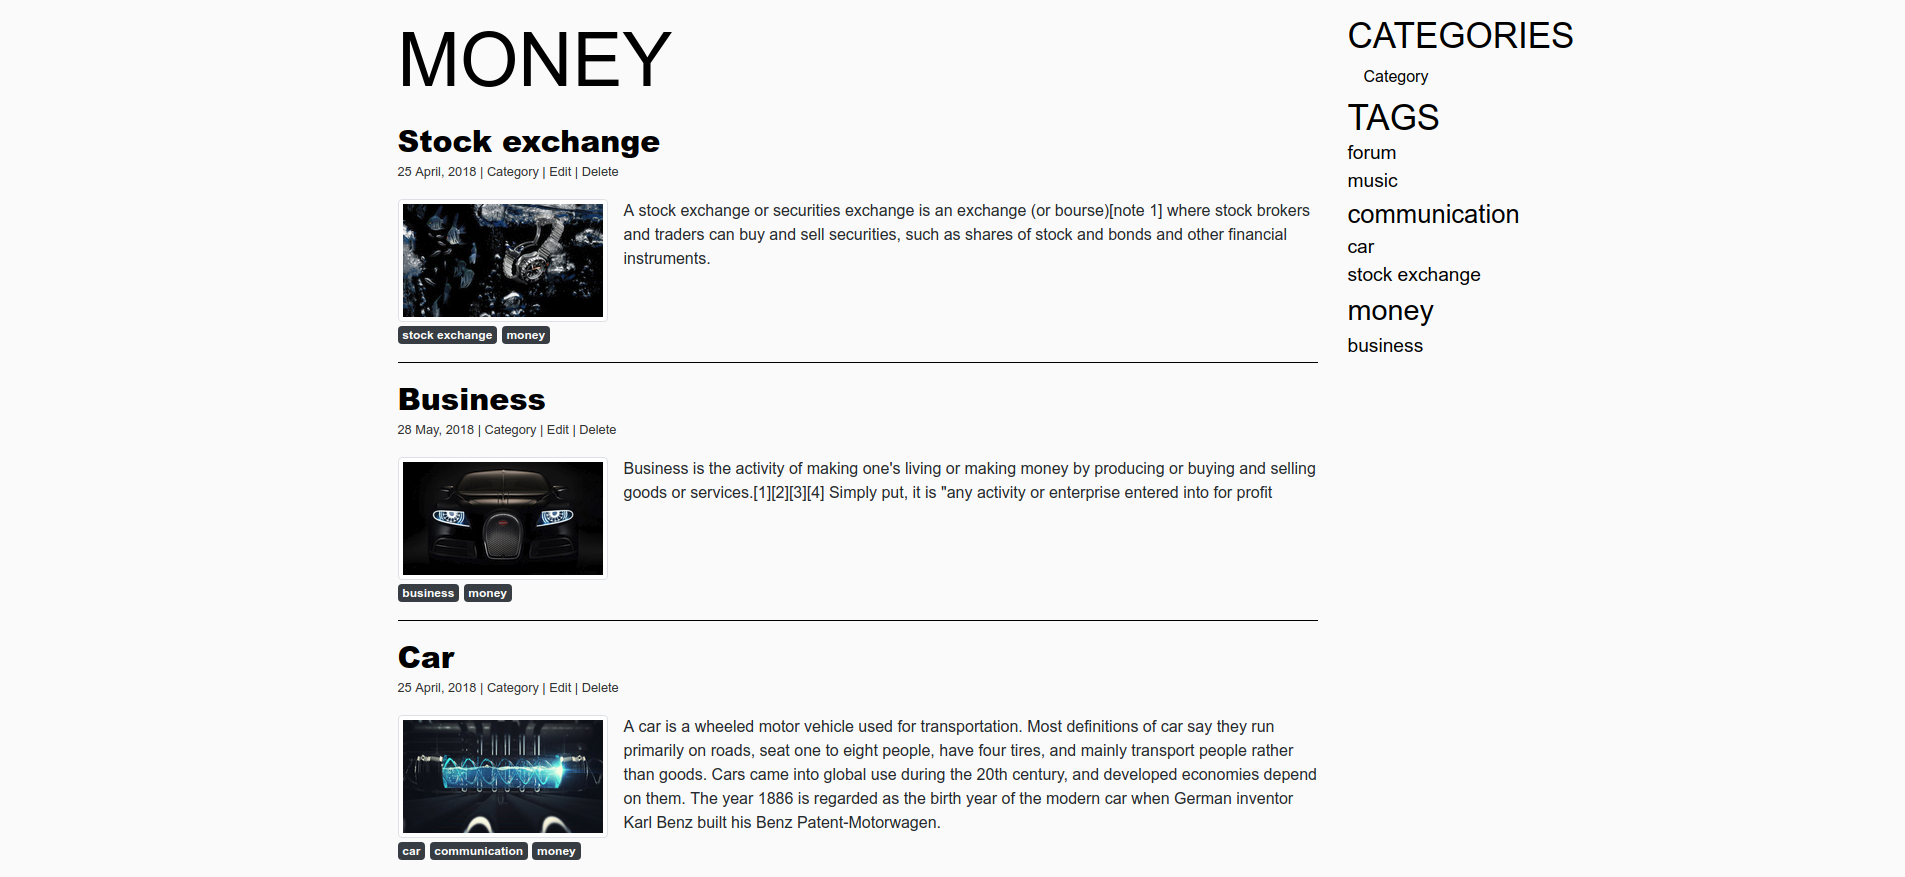 MONEY
Stock exchange
25 April, 2018 | Category | Edit | Delete
A stock exchange or securities exchange is an exchange (or bourse)[note 1] where stock brokers
and traders can buy and sell securities, such as shares of stock and bonds and other financial
instruments.
stock exchange money
Business
28 May, 2018 | Category | Edit | Delete
Business is the activity of making one's living or making money by producing or buying and selling
goods or services.[1][2][3][4] Simply put, it is "any activity or enterprise entered into for profit
business money
Car
25 April, 2018 | Category | Edit | Delete
A car is a wheeled motor vehicle used for transportation. Most definitions of car say they run
primarily on roads, seat one to eight people, have four tires, and mainly transport people rather
than goods. Cars came into global use during the 20th century, and developed economies depend
on them. The year 1886 is regarded as the birth year of the modern car when German inventor
Karl Benz built his Benz Patent-Motorwagen.
car communication money
CATEGORIES
Category
TAGS
forum
music
communication
car
stock exchange
money
business